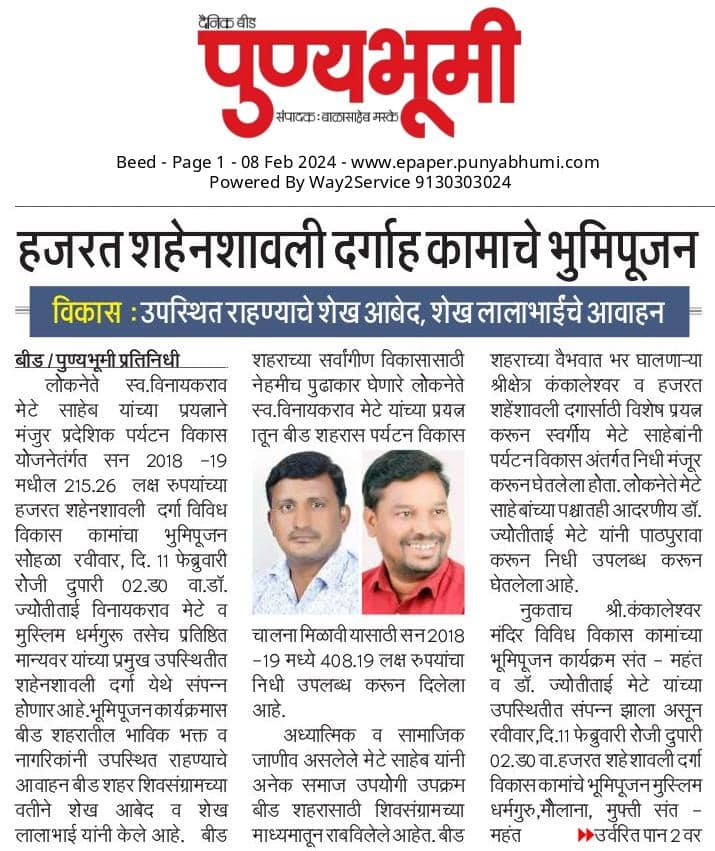 दैनिक बीड
पुण्यभूमी
संपादक: बाळासाहेब मस्के
Beed - Page 1 - 08 Feb 2024 - www.epaper.punyabhumi.com
Powered By Way2Service 9130303024
हजरत शहेनशावली दर्गाह कामाचे भुमिपूजन
विकास : उपस्थित राहण्याचे शेख आबेद, शेख लालाभाईंचे आवाहन
बीड / पुण्यभूमी प्रतिनिधी
लोकनेते स्व.विनायकराव
मेटे साहेब यांच्या प्रयत्नाने
मंजुर प्रदेशिक पर्यटन विकास
योजनेतंर्गत सन 2018 -19
मधील 215.26 लक्ष रुपयांच्या
हजरत शहेनशावली दर्गा विविध
विकास कामांचा भुमिपूजन
सोहळा रवीवार, दि. 11 फेब्रुवारी
रोजी दुपारी 02.ड0 वा.डॉ.
ज्योतीताई विनायकराव मेटे व
मुस्लिम धर्मगुरू तसेच प्रतिष्ठित
मान्यवर यांच्या प्रमुख उपस्थितीत
शहेनशावली दर्गा येथे संपन्न
होणार आहे.भूमिपूजन कार्यक्रमास
बीड शहरातील भाविक भक्त व
नागरिकांनी उपस्थित राहण्याचे
आवाहन बीड शहर शिवसंग्रामच्या
वतीने शेख आबेद व शेख
लालाभाई यांनी केले आहे. बीड
शहराच्या सर्वांगीण विकासासाठी
नेहमीच पुढाकार घेणारे लोकनेते
स्व.विनायकराव मेटे यांच्या प्रयत्न
ातून बीड शहरास पर्यटन विकास
चालना मिळावी यासाठी सन 2018
-19 मध्ये 408.19 लक्ष रुपयांचा
निधी उपलब्ध करून दिलेला
आहे.
अध्यात्मिक व सामाजिक
जाणीव असलेले मेटे साहेब यांनी
अनेक समाज उपयोगी उपक्रम
बीड शहरासाठी शिवसंग्रामच्या
माध्यमातून राबविलेले आहेत. बीड
शहराच्या वैभवात भर घालणाऱ्या
श्रीक्षेत्र कंकालेश्वर व हजरत
शहेंशावली दर्गासाठी विशेष प्रयत्न
करून स्वर्गीय मेटे साहेबांनी
पर्यटन विकास अंतर्गत निधी मंजूर
करून घेतलेला होता. लोकनेते मेटे
साहेबांच्या पश्चातही आदरणीय डॉ.
ज्योतीताई मेटे यांनी पाठपुरावा
करून निधी उपलब्ध करून
घेतलेला आहे.
नुकताच श्री.कंकालेश्वर
मंदिर विविध विकास कामांच्या
भूमिपूजन कार्यक्रम संत - महंत
व डॉ. ज्योतीताई मेटे यांच्या
उपस्थितीत संपन्न झाला असून
रवीवार,दि.11 फेब्रुवारी रोजी दुपारी
02.ड0 वा.हजरत शहेशावली दर्गा
विकास कामांचे भूमिपूजन मुस्लिम
धर्मगुरु,मौलाना, मुफ्ती संत -
महंत उर्वरित पान 2 वर